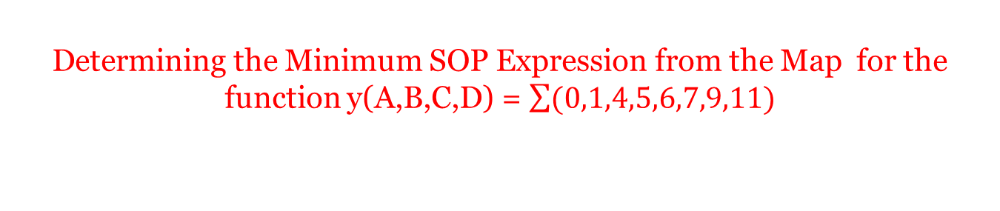 Determining the Minimum SOP Expression from the Map for the
function y(A,B,C,D) = ∑(0,1,4,5,6,7,9,11)